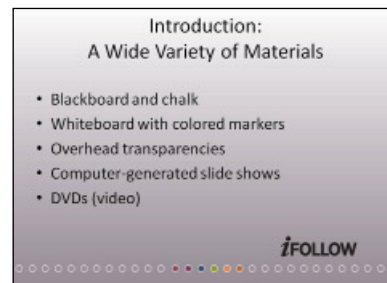 Introduction:
A Wide Variety of Materials
• Blackboard and chalk
• Whiteboard with colored markers
• Overhead transparencies
• Computer-generated slide shows
• DVDs (video)
iFOLLOW